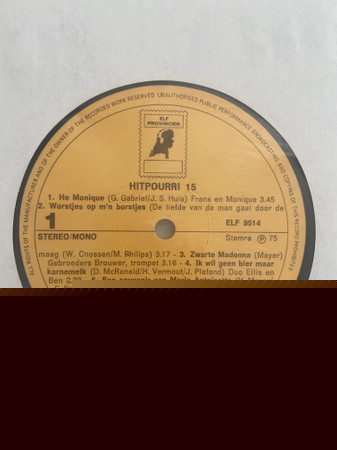 ALL RIGHTS OF THE MANUFACTURER AND OF THE OWNER OF THE RECORDED WORK RESERVED UNAUTHORISED PUBLIC PERFORMANCE BROADCASTING AND COPYING OF THIS RECORD PROHIBITED
ELF
PROVINCIEN
HITPOURRI 15
1. He Monique (G. Gabriel/J. S. Huis) Frans en Monique 3.45
2. Worstjes op m'n borstjes (De liefde van de man gaat door de
1
ELF 9514
STEREO/MONO
Stemra Ⓟ 75
maag (W. Cnossen/M. Philips) 3.17 - 3. Zwarte Madonna (Mayer)
Gebroeders Brouwer, trompet 3.16 - 4. Ik wil geen bier maar
karnemelk (D. McRonald/H. Vermout/J. Plafond) Duo Ellis en
Ben